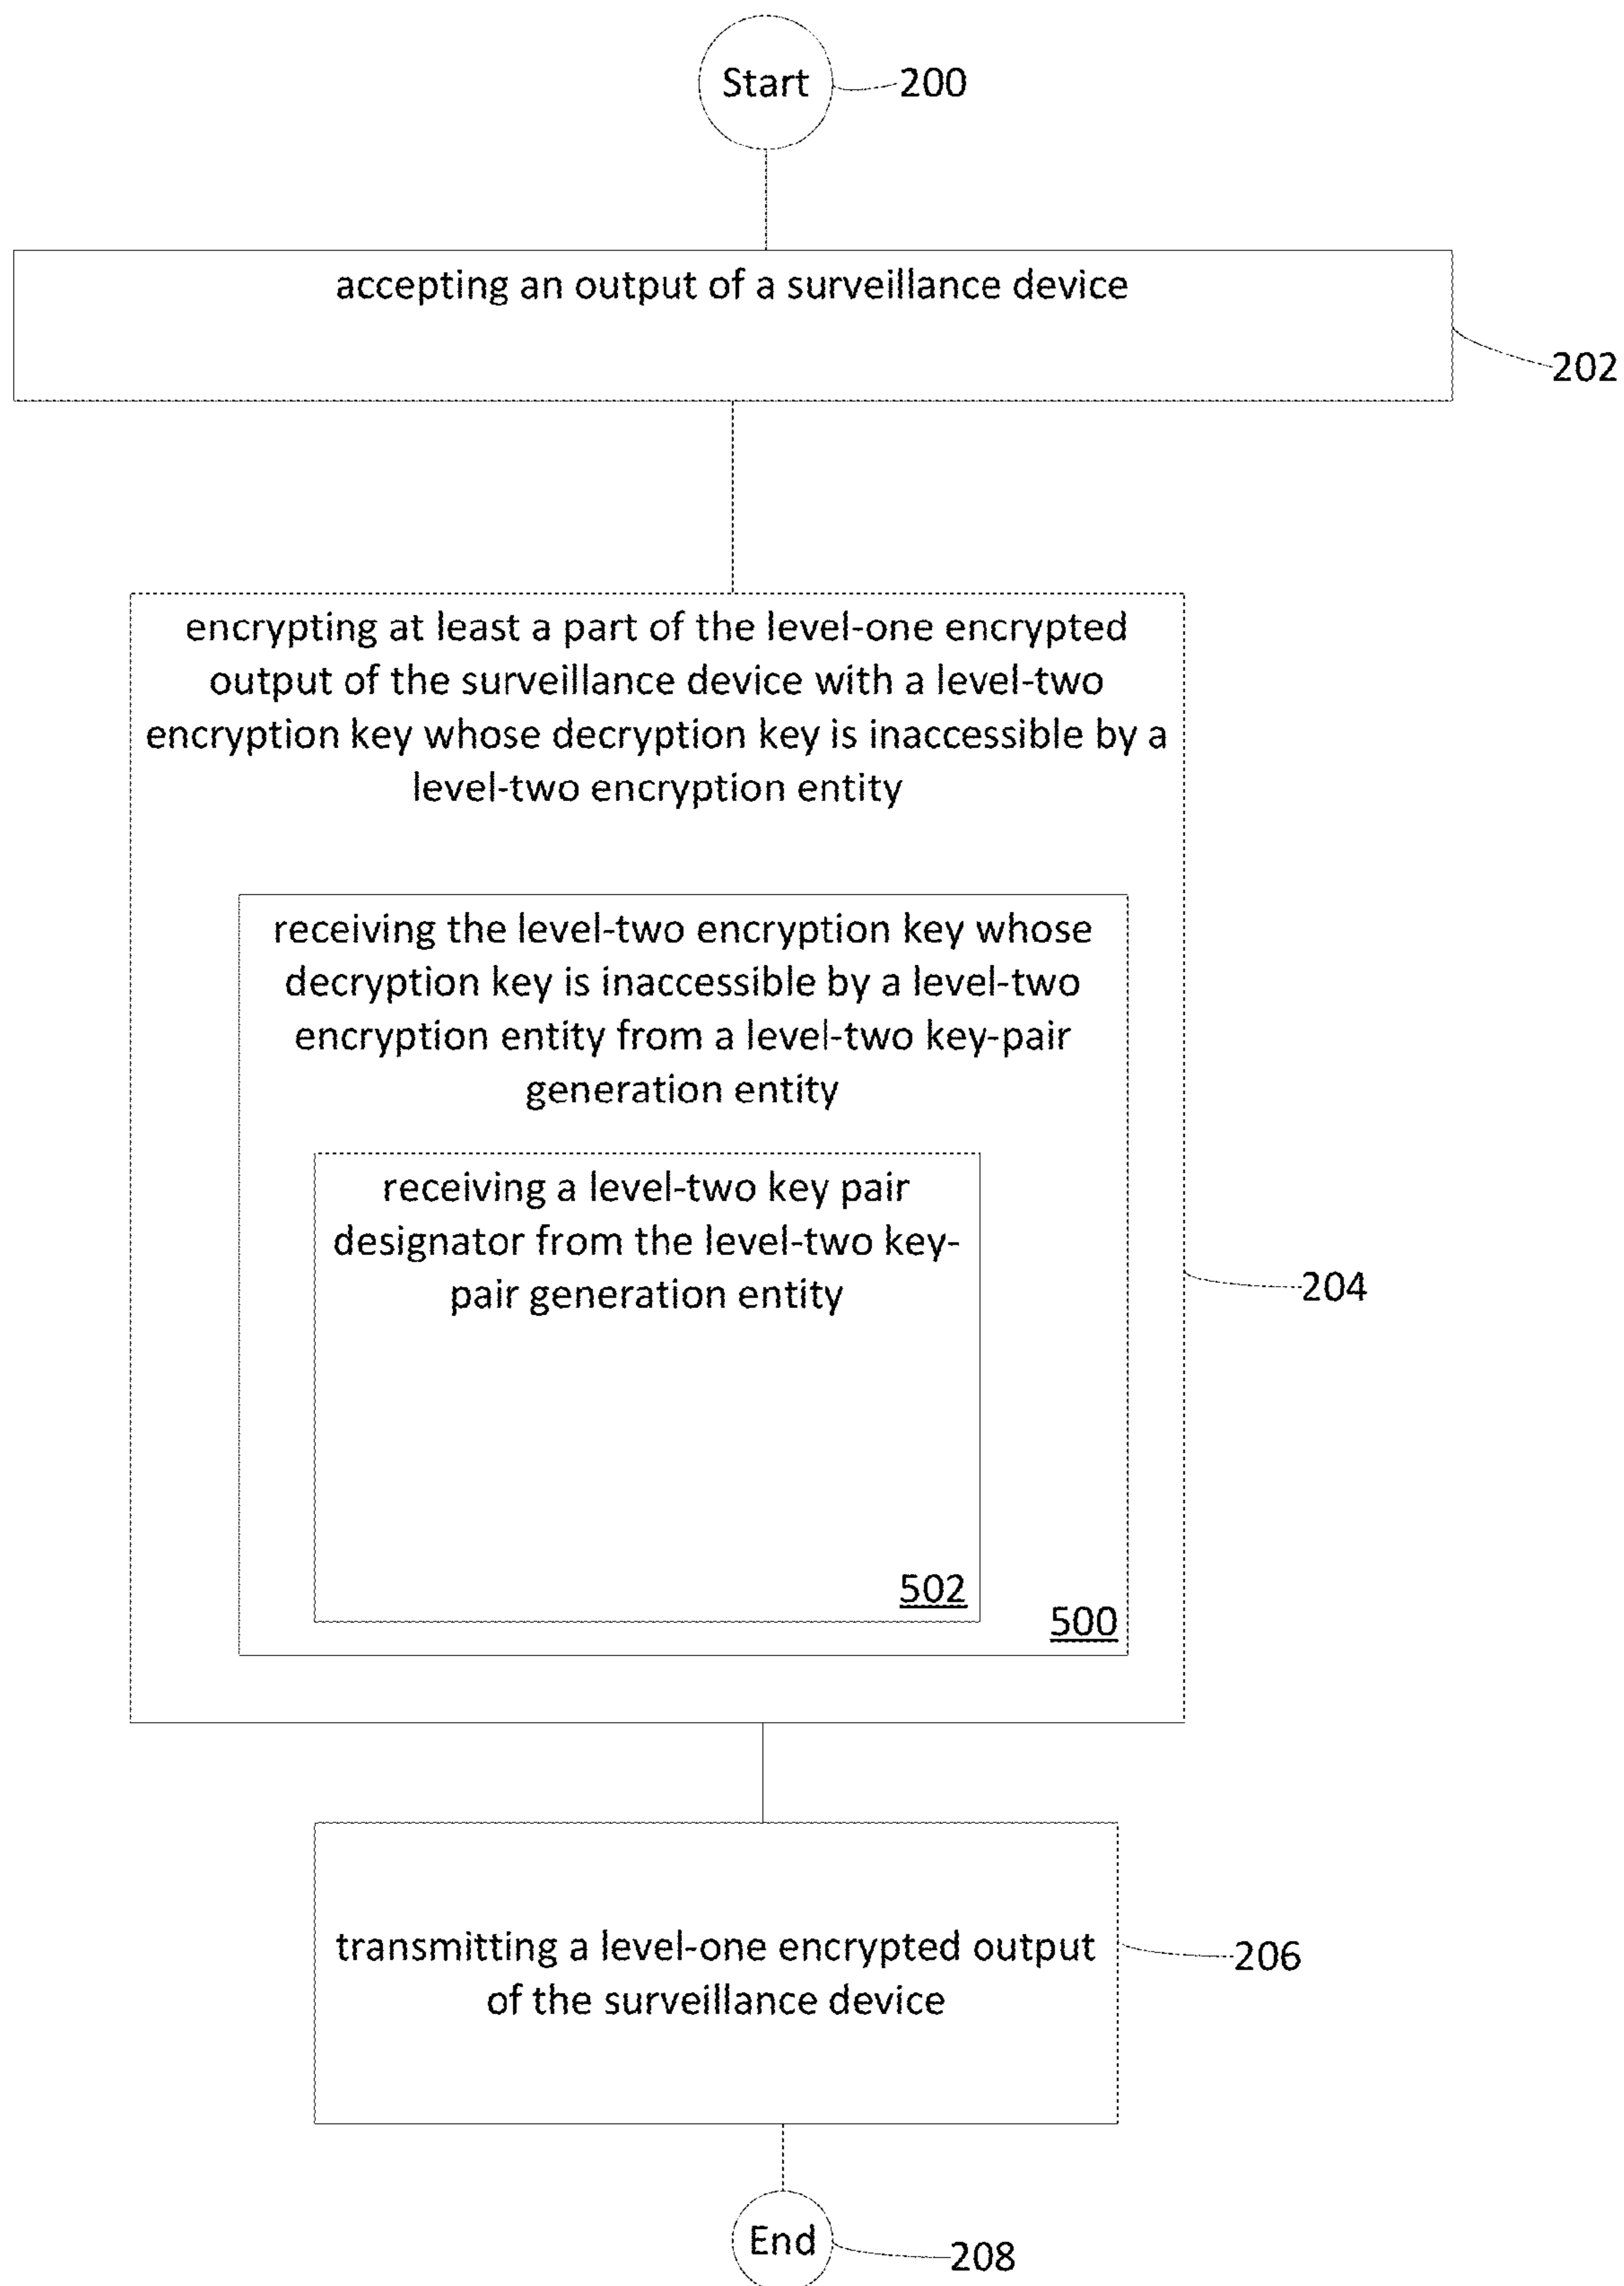 Start
200
accepting an output of a surveillance device
202
encrypting at least a part of the level-one encrypted
output of the surveillance device with a level-two
encryption key whose decryption key is inaccessible by a
level-two encryption entity
receiving the level-two encryption key whose
decryption key is inaccessible by a level-two
encryption entity from a level-two key-pair
generation entity
receiving a level-two key pair
designator from the level-two key-
pair generation entity
204
502
500
transmitting a level-one encrypted output
of the surveillance device
206
End
208